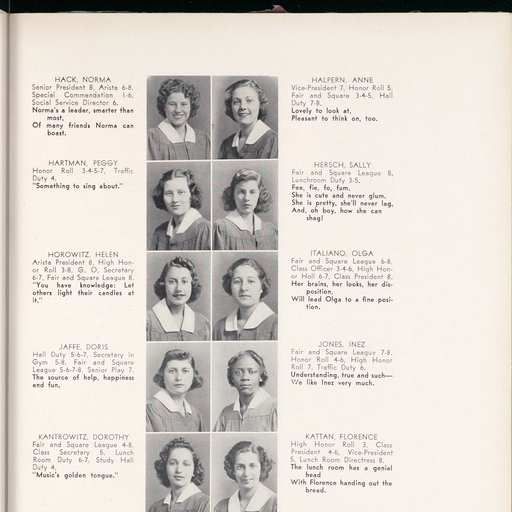 HACK, NORMA
Senior President 8, Arista 6-8,
Special Commendation 1-6,
Social Service Director 6.
Norma's a leader, smarter than
most,
Of many friends Norma can
boast.
HALPERN, ANNE
Vice-President 7, Honor Roll 5,
Fair and Square 3-4-5, Hall
Duty 7-8.
Lovely to look at,
Pleasant to think on, too.
HARTMAN, PEGGY
Honor Roll 3-4-5-7, Traffic
Duty 4.
"Something to sing about."
HERSCH, SALLY
Fair and Square League 8,
Lunchroom Duty 3-5.
Fee, fie, fo, fum,
She is cute and never glum,
She is pretty, she'll never lag,
And, oh boy, how she can
shag!
HOROWITZ, HELEN
Arista President 8, High Hon-
or Roll 3-8, G. O. Secretary
6-7, Fair and Square League 8.
"You have knowledge: Let
others light their candles at
it."
ITALIANO, OLGA
Fair and Square League 6-8,
Class Officer 3-4-6, High Hon-
or Roll 6-7, Class President 8.
Her brains, her looks, her dis-
position,
Will lead Olga to a fine posi-
tion.
JAFFE, DORIS
Hall Duty 5-6-7, Secretary in
Gym 5-8, Fair and Square
League 5-6-7-8, Senior Play 7.
The source of help, happiness
and fun.
JONES, INEZ
Fair and Square League 7-8,
Honor Roll 4-6, High Honor
Roll 7, Traffic Duty 6.
Understanding, true and such—
We like Inez very much.
KANTROWITZ, DOROTHY
Fair and Square League 4-8,
Class Secretary 5, Lunch
Room Duty 6-7, Study Hall
Duty 4.
"Music's golden tongue."
KATTAN, FLORENCE
High Honor Roll 3, Class
President 4-6, Vice-President
5, Lunch Room Directress 8.
The lunch room has a genial
head
With Florence handing out the
bread.